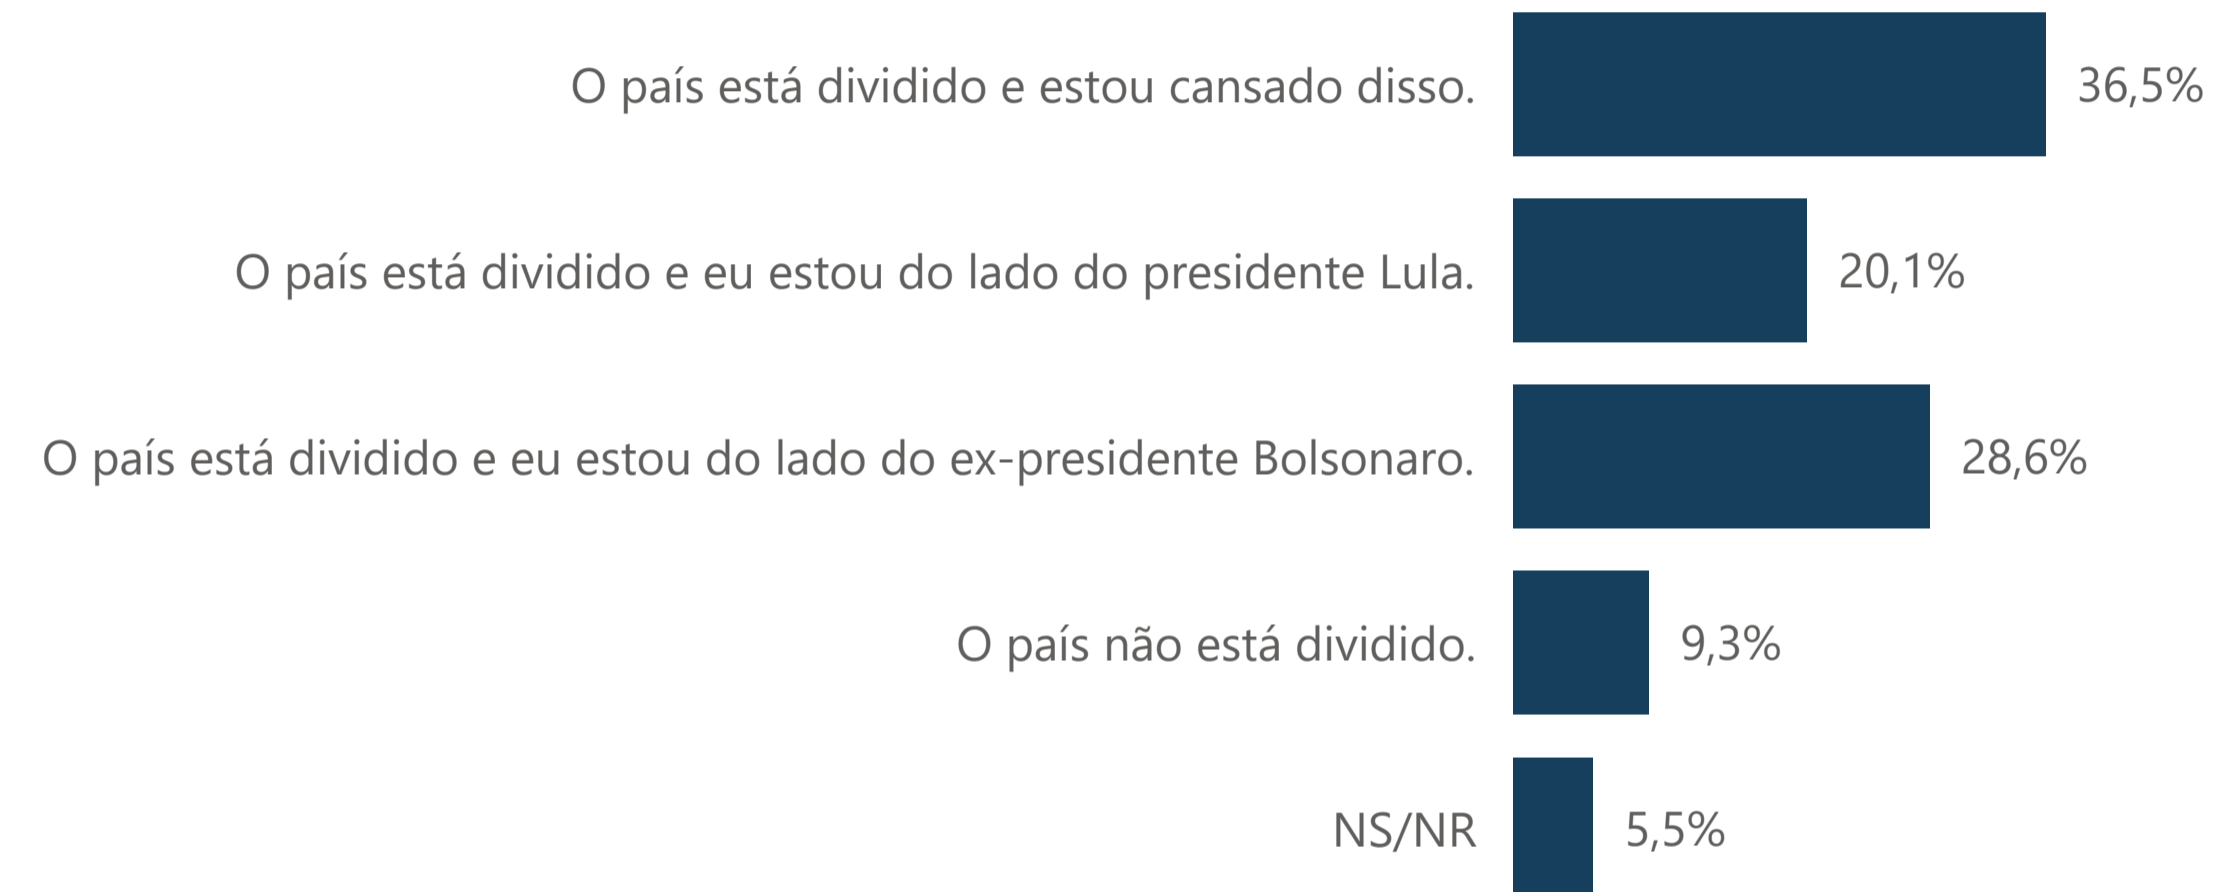 O país está dividido e estou cansado disso. 36,5%
O país está dividido e eu estou do lado do presidente Lula. 20,1%
O país está dividido e eu estou do lado do ex-presidente Bolsonaro. 28,6%
O país não está dividido. 9,3%
NS/NR 5,5%